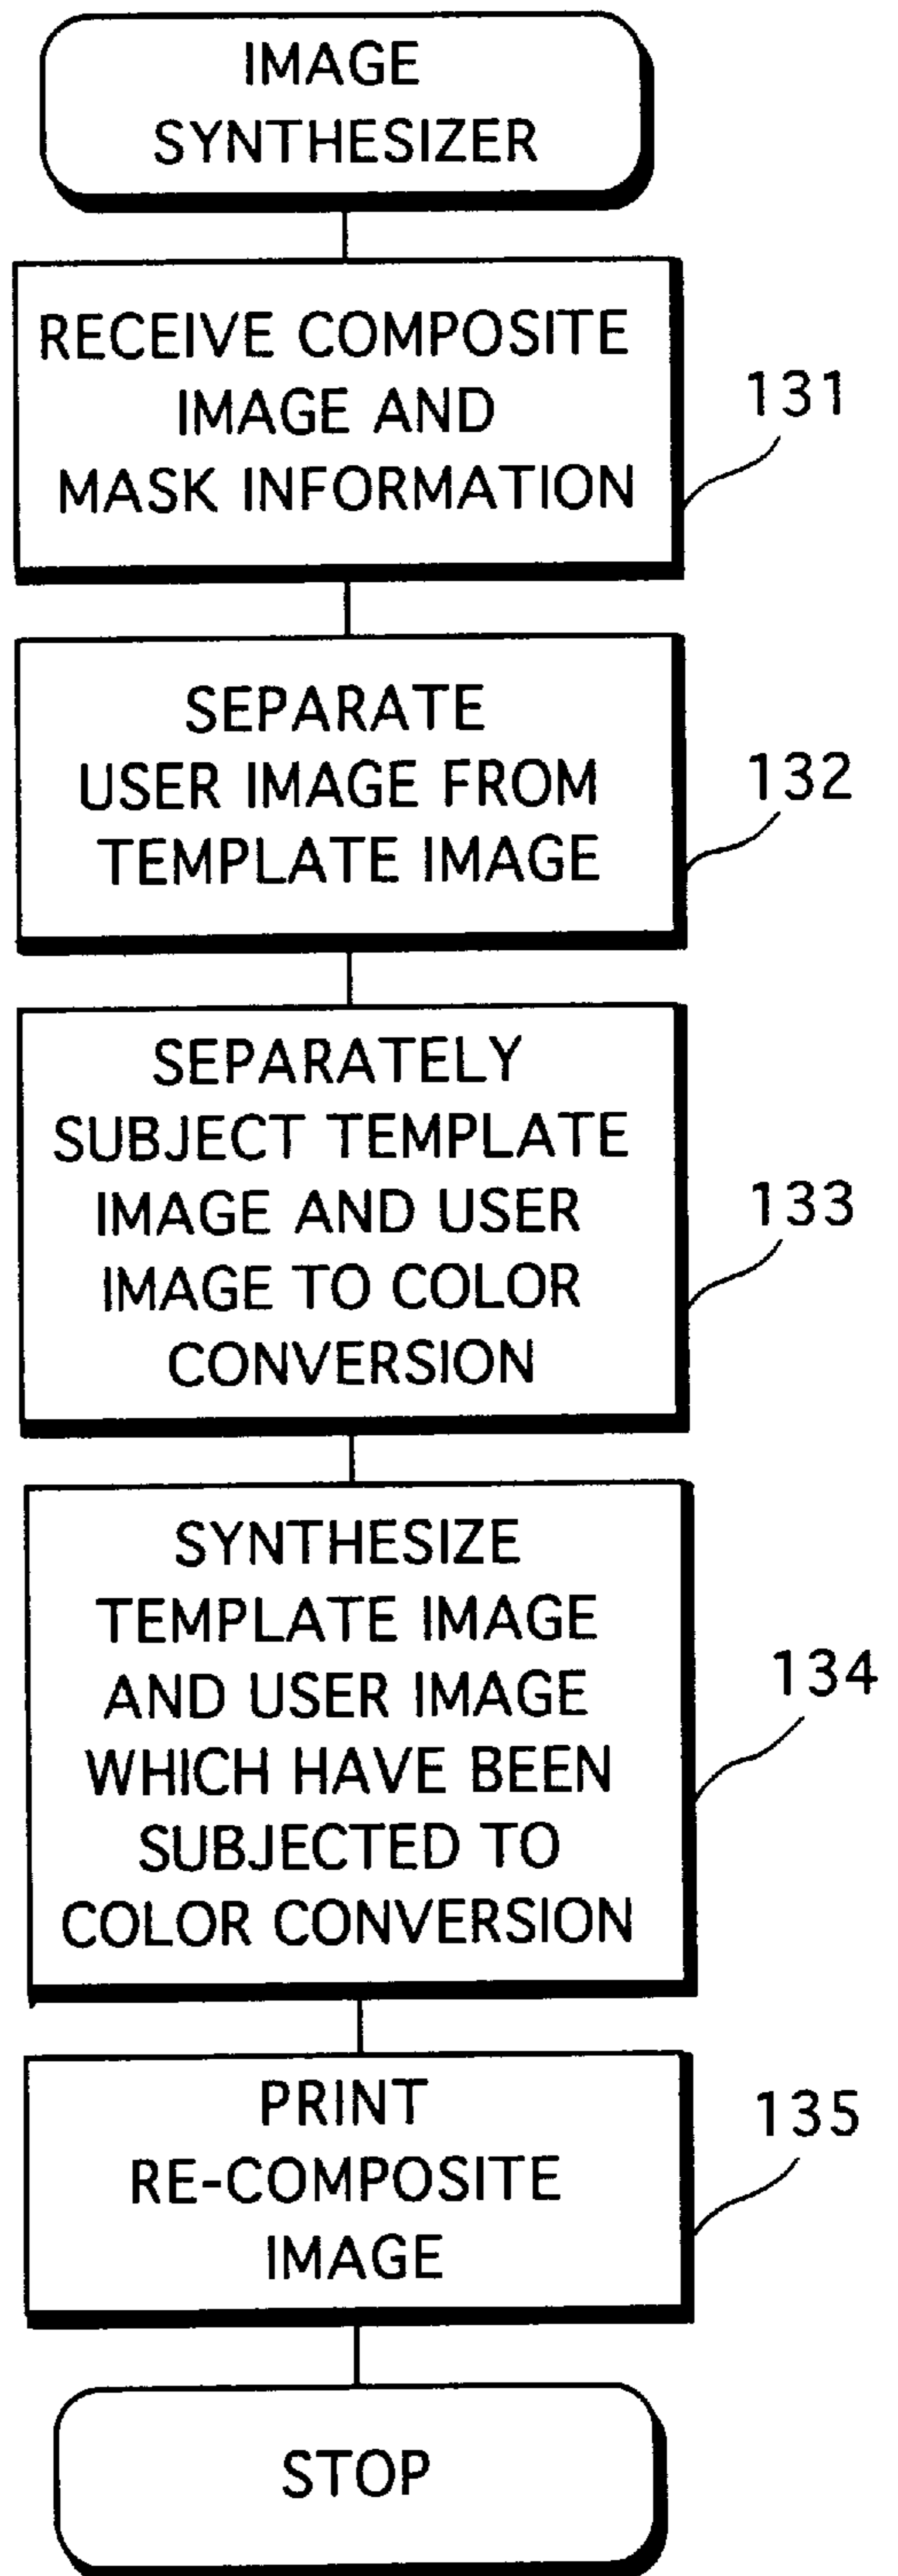 IMAGE
SYNTHESIZER
RECEIVE COMPOSITE
IMAGE AND
MASK INFORMATION
131
SEPARATE
USER IMAGE FROM
TEMPLATE IMAGE
132
SEPARATELY
SUBJECT TEMPLATE
IMAGE AND USER
IMAGE TO COLOR
CONVERSION
133
SYNTHESIZE
TEMPLATE IMAGE
AND USER IMAGE
WHICH HAVE BEEN
SUBJECTED TO
COLOR CONVERSION
134
PRINT
RE-COMPOSITE
IMAGE
135
STOP